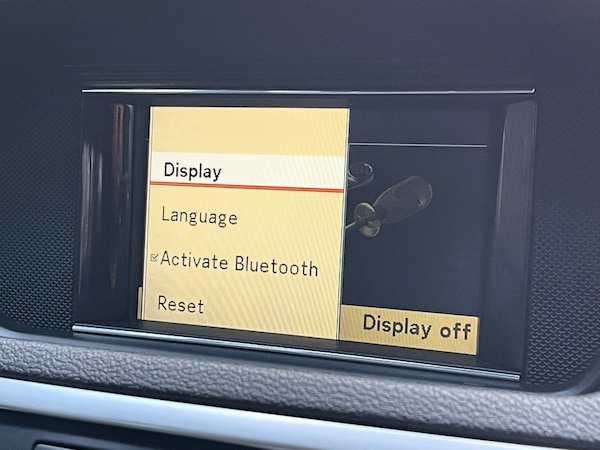 Display
Language
Activate Bluetooth
Reset
Display off